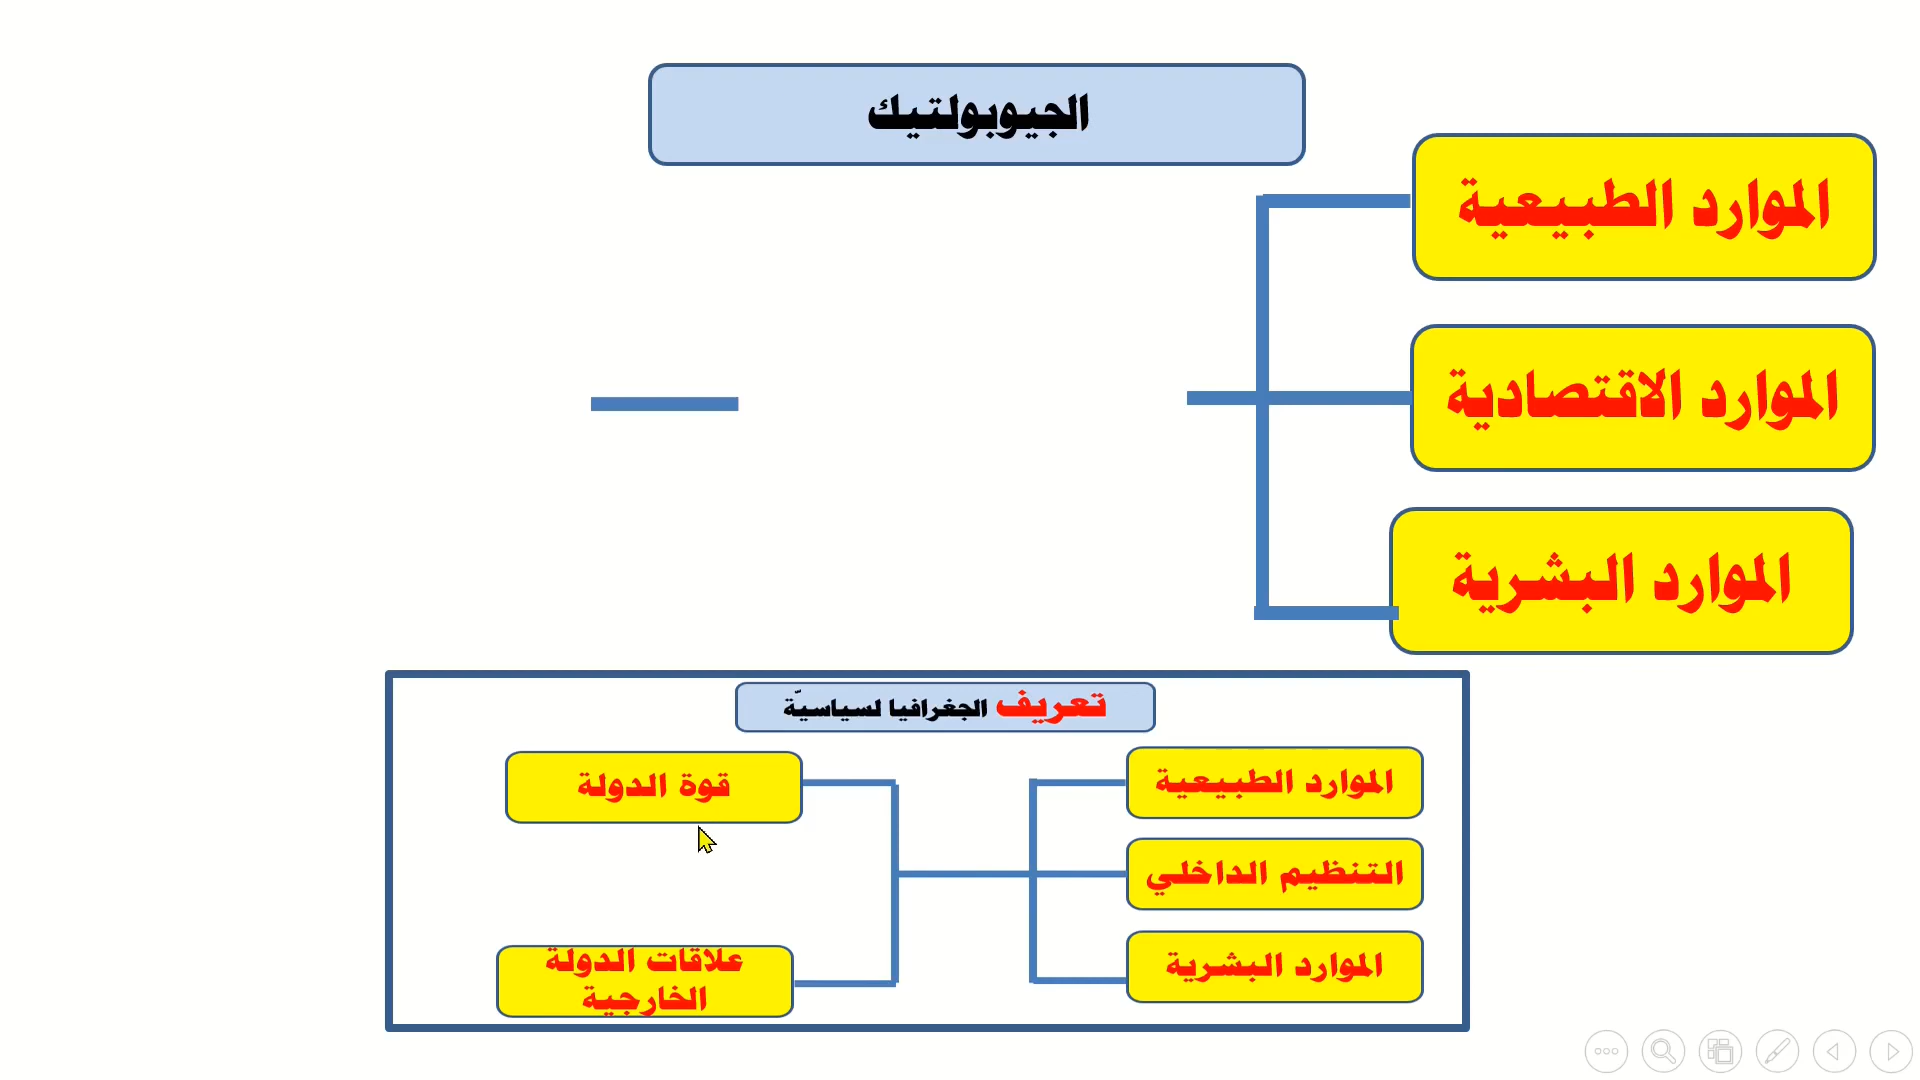 الجيوبولتيك
الموارد الطبيعية
الموارد الاقتصادية
الموارد البشرية
تعريف الجغرافيا لسياسيّة
الموارد الطبيعية
التنظيم الداخلي
الموارد البشرية
قوة الدولة
علاقات الدولة
الخارجية